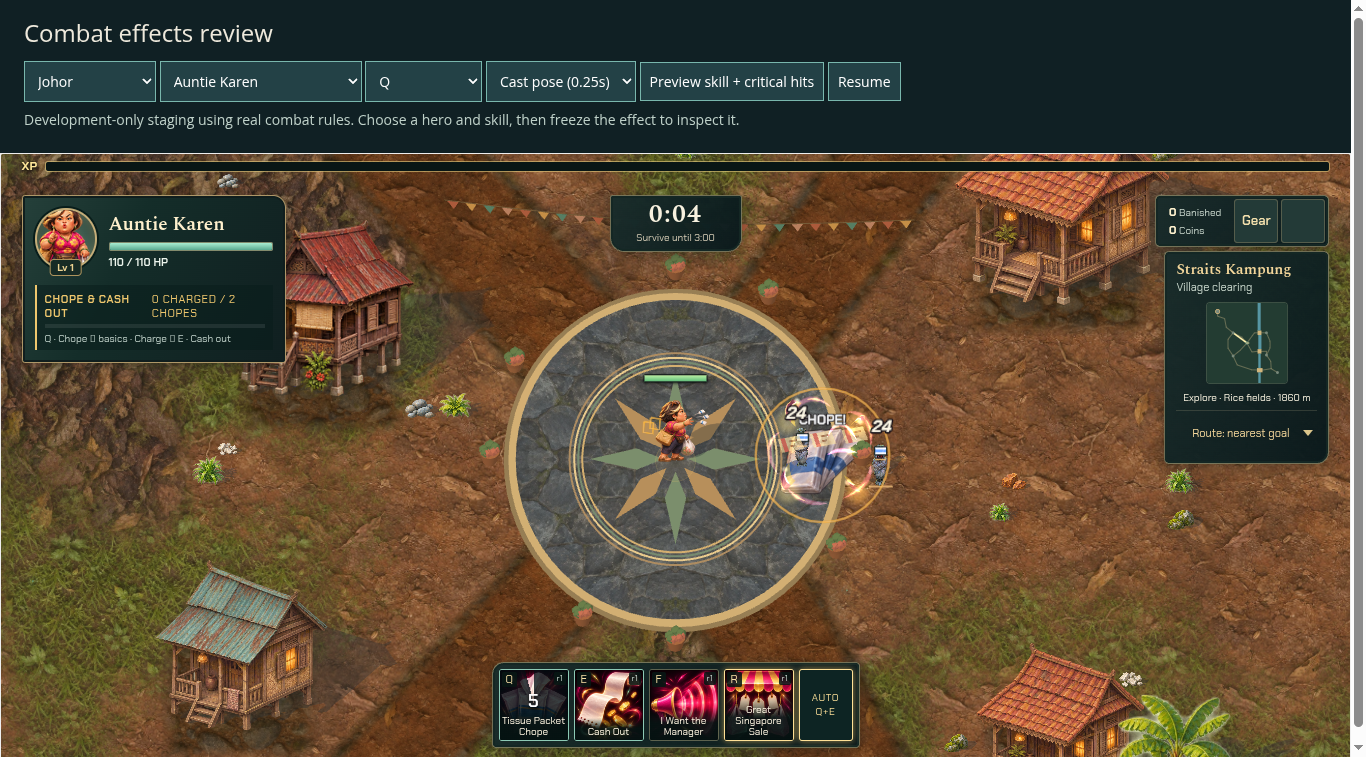 Combat effects review
Johor
Auntie Karen
Q
Cast pose (0.25s)
Preview skill + critical hits
Resume
Development-only staging using real combat rules. Choose a hero and skill, then freeze the effect to inspect it.
XP
Auntie Karen
110 / 110 HP
Lv 1
CHOPE & CASH OUT
0 CHARGED / 2 CHOPES
Q · Chope ▯ basics · Charge ▯ E · Cash out
0:04
Survive until 3:00
0 Banished
0 Coins
Gear
Straits Kampung
Village clearing
Explore · Rice fields · 1860 m
Route: nearest goal
24
CHOPE!
24
Q
r1
5
Tissue Packet
Chope
E
r1
Cash Out
F
r1
I Want the
Manager
R
r1
Great
Singapore
Sale
AUTO
Q+E